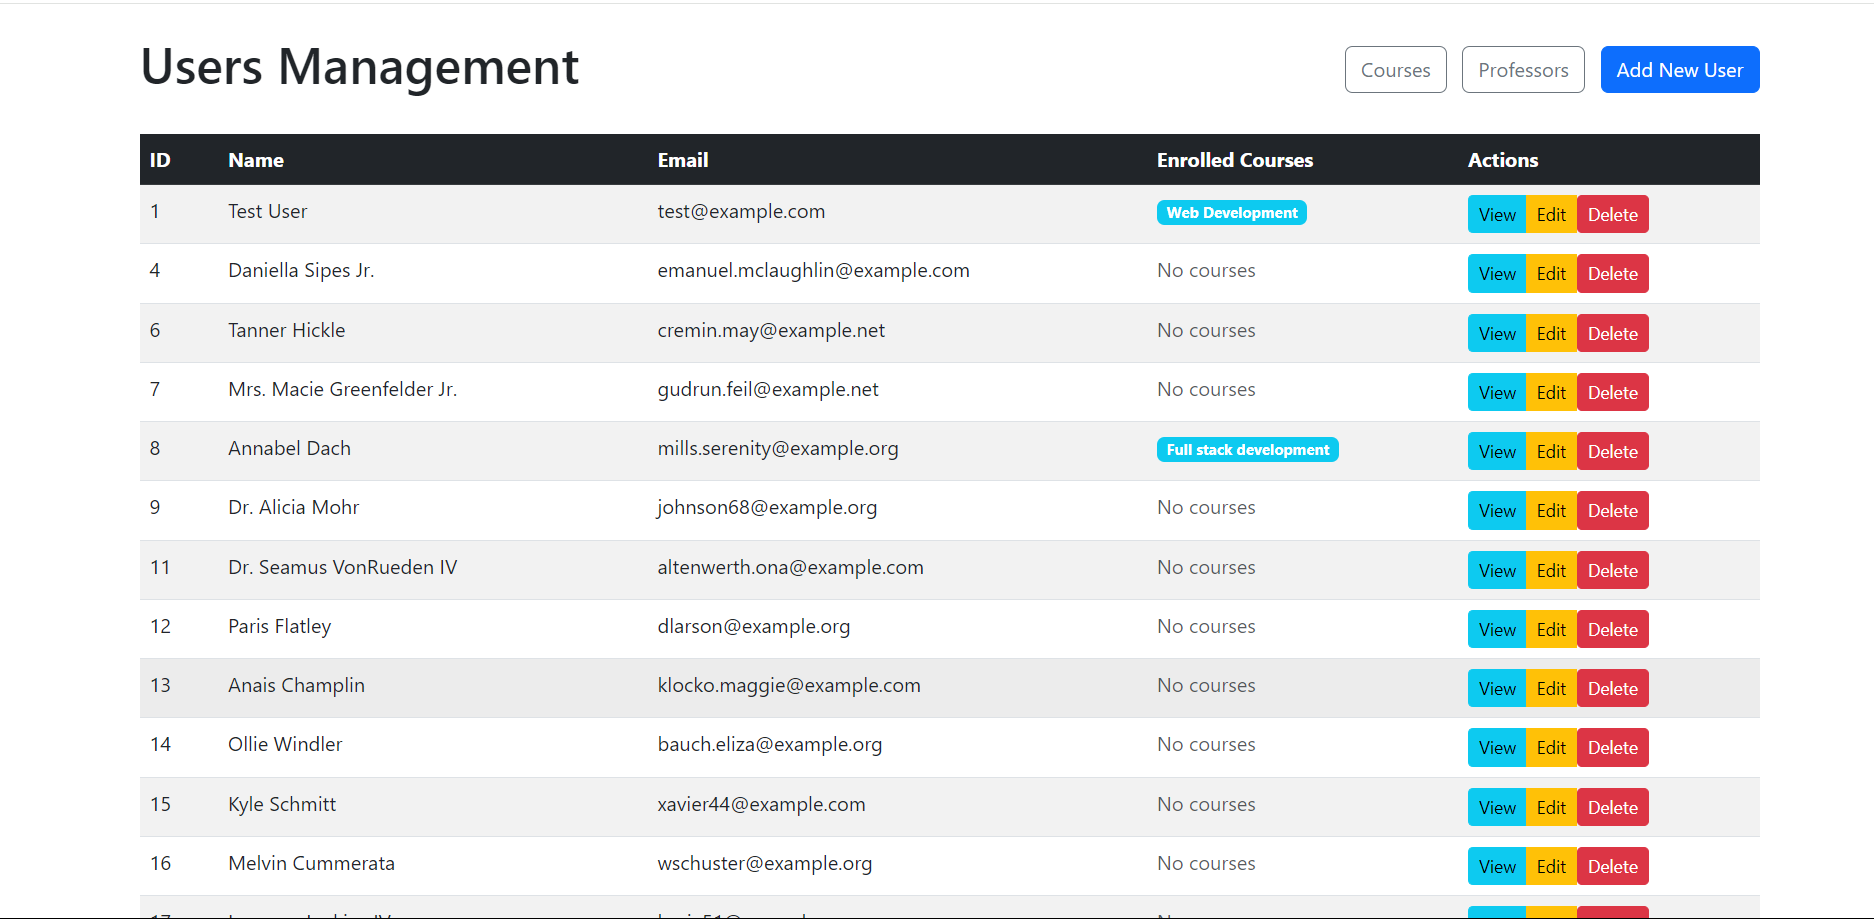 Users Management
Courses Professors Add New User
ID Name Email Enrolled Courses Actions
1 Test User test@example.com Web Development View Edit Delete
4 Daniella Sipes Jr. emanuel.mclaughlin@example.com No courses View Edit Delete
6 Tanner Hickle cremin.may@example.net No courses View Edit Delete
7 Mrs. Macie Greenfelder Jr. gudrun.feil@example.net No courses View Edit Delete
8 Annabel Dach mills.serenity@example.org Full stack development View Edit Delete
9 Dr. Alicia Mohr johnson68@example.org No courses View Edit Delete
11 Dr. Seamus VonRueden IV altenwerth.ona@example.com No courses View Edit Delete
12 Paris Flatley dlarson@example.org No courses View Edit Delete
13 Anais Champlin klocko.maggie@example.com No courses View Edit Delete
14 Ollie Windler bauch.eliza@example.org No courses View Edit Delete
15 Kyle Schmitt xavier44@example.com No courses View Edit Delete
16 Melvin Cummerata wschuster@example.org No courses View Edit Delete